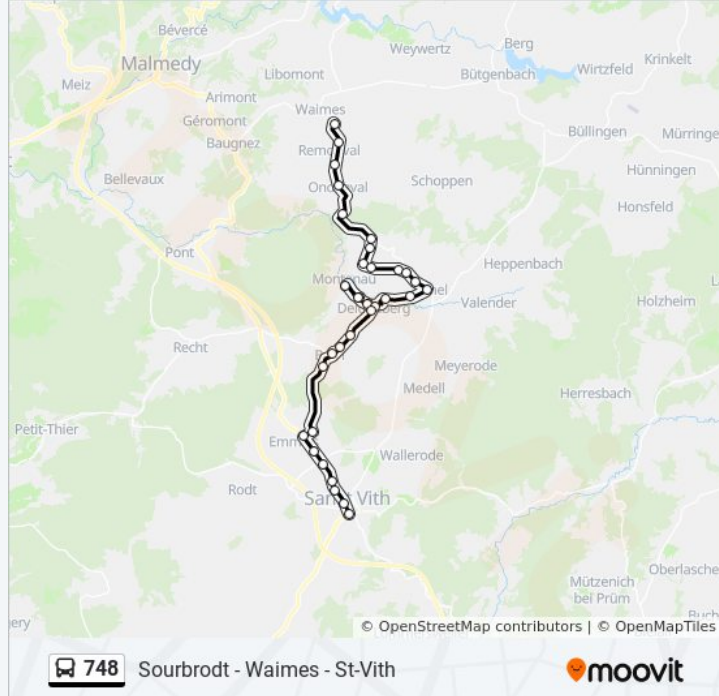 Bévercé
Berg
Weywertz
Krinkelt
Malmedy
Libomont
Wirtzfeld
Bütgenbach
Meiz
Arimont
Waimes
Géromont
Büllingen
Mürringe
Baugnez
Hünningen
Bellevaux
Schoppen
Honsfeld
Pont
Heppenbach
Montenau
Valender
Holzheim
Recht
Meyerode
Medell
Herresbach
Petit-Thier
Wallerode
Rodt
Sankt Vith
Oberlasche
Mützenich
bei Prüm
© OpenStreetMap contributors | © OpenMapTiles
748 Sourbrodt - Waimes - St-Vith
moovit